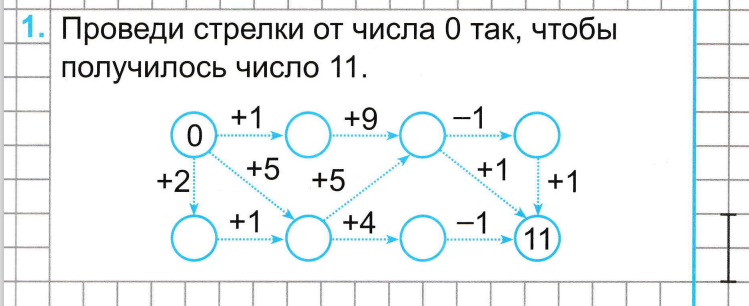 1. Проведи стрелки от числа 0 так, чтобы
получилось число 11.
+1 +9 –1
0
+2 +5 +5 +1 +1
+1 +4 –1
11